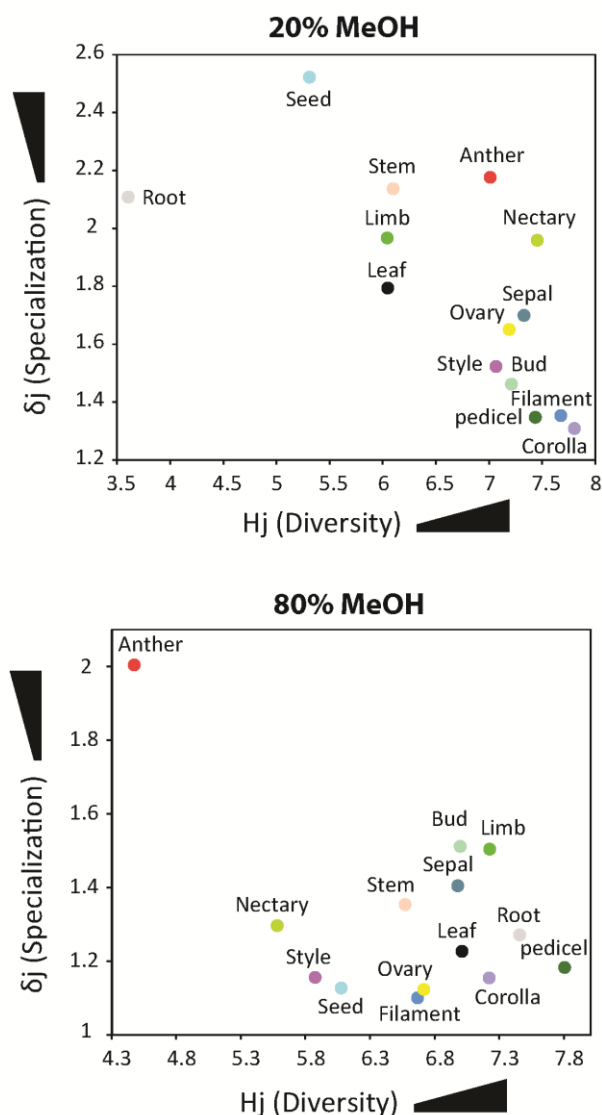 20% MeOH
2.6
2.4
2.2
2
1.8
1.6
1.4
1.2
δj (Specialization)
Seed
Root
Stem
Anther
Limb
Nectary
Leaf
Sepal
Ovary
Style
Bud
Filament
pedicel
Corolla
3.5 4 4.5 5 5.5 6 6.5 7 7.5 8
Hj (Diversity)
80% MeOH
2
1.8
1.6
1.4
1.2
1
δj (Specialization)
Anther
Bud
Limb
Sepal
Stem
Nectary
Root
Leaf
pedicel
Style
Ovary
Seed
Corolla
Filament
4.3 4.8 5.3 5.8 6.3 6.8 7.3 7.8
Hj (Diversity)